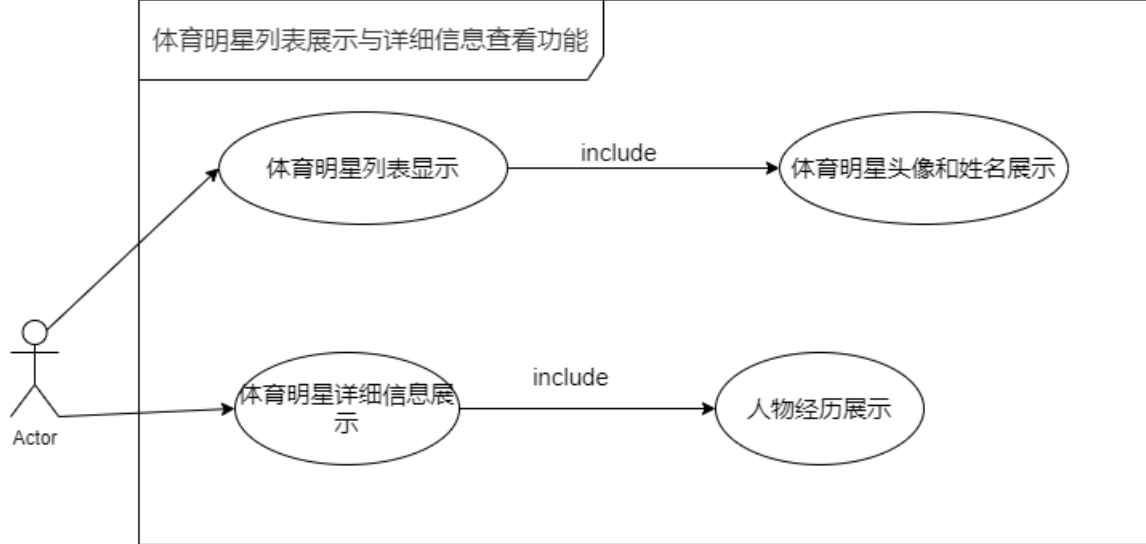 体育明星列表展示与详细信息查看功能
体育明星列表显示
include
体育明星头像和姓名展示
体育明星详细信息展
示
include
人物经历展示
Actor